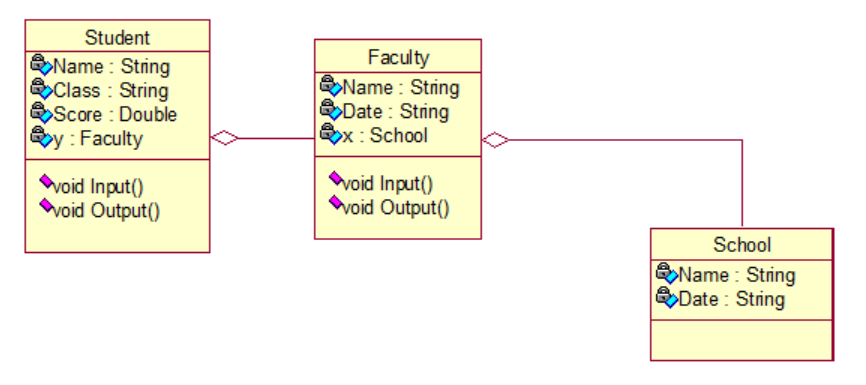 Student
Name : String
Class : String
Score : Double
y : Faculty
void Input()
void Output()
Faculty
Name : String
Date : String
x : School
void Input()
void Output()
School
Name : String
Date : String